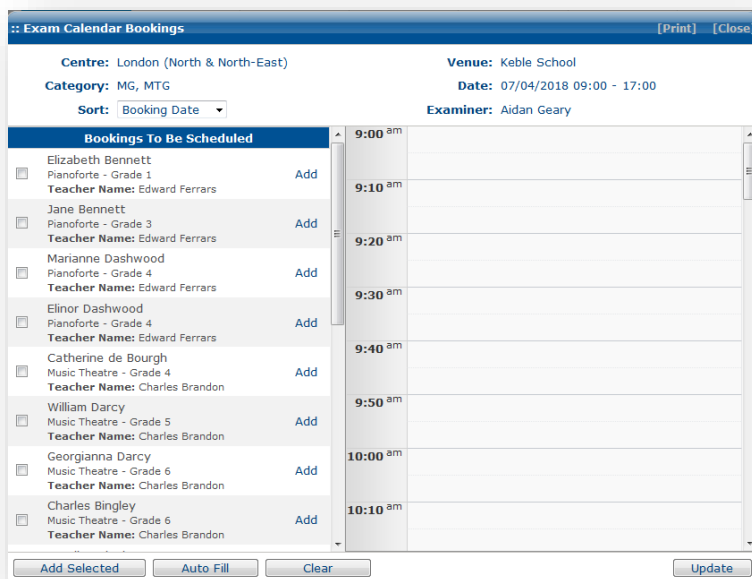 :: Exam Calendar Bookings [Print] [Close
Centre: London (North & North-East) Venue: Keble School
Category: MG, MTG Date: 07/04/2018 09:00 - 17:00
Sort: Booking Date Examiner: Aidan Geary
Bookings To Be Scheduled
Elizabeth Bennett
Pianoforte - Grade 1 Add
Teacher Name: Edward Ferrars
Jane Bennett
Pianoforte - Grade 3 Add
Teacher Name: Edward Ferrars
Marianne Dashwood
Pianoforte - Grade 4 Add
Teacher Name: Edward Ferrars
Elinor Dashwood
Pianoforte - Grade 4 Add
Teacher Name: Edward Ferrars
Catherine de Bourgh
Music Theatre - Grade 4 Add
Teacher Name: Charles Brandon
William Darcy
Music Theatre - Grade 5 Add
Teacher Name: Charles Brandon
Georgianna Darcy
Music Theatre - Grade 6 Add
Teacher Name: Charles Brandon
Charles Bingley
Music Theatre - Grade 6 Add
Teacher Name: Charles Brandon
9:00 am
9:10 am
9:20 am
9:30 am
9:40 am
9:50 am
10:00 am
10:10 am
Add Selected Auto Fill Clear Update